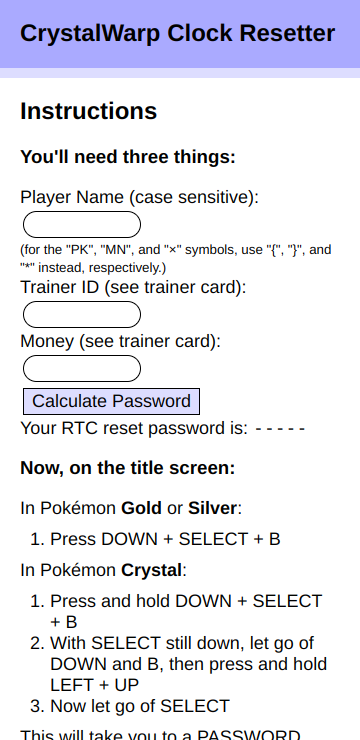 CrystalWarp Clock Resetter
Instructions
You'll need three things:
Player Name (case sensitive):
(for the "PK", "MN", and "×" symbols, use "{", "}", and
"*" instead, respectively.)
Trainer ID (see trainer card):
Money (see trainer card):
Calculate Password
Your RTC reset password is: - - - - -
Now, on the title screen:
In Pokémon Gold or Silver:
1. Press DOWN + SELECT + B
In Pokémon Crystal:
1. Press and hold DOWN + SELECT
+ B
2. With SELECT still down, let go of
DOWN and B, then press and hold
LEFT + UP
3. Now let go of SELECT
This will take you to a PASSWORD